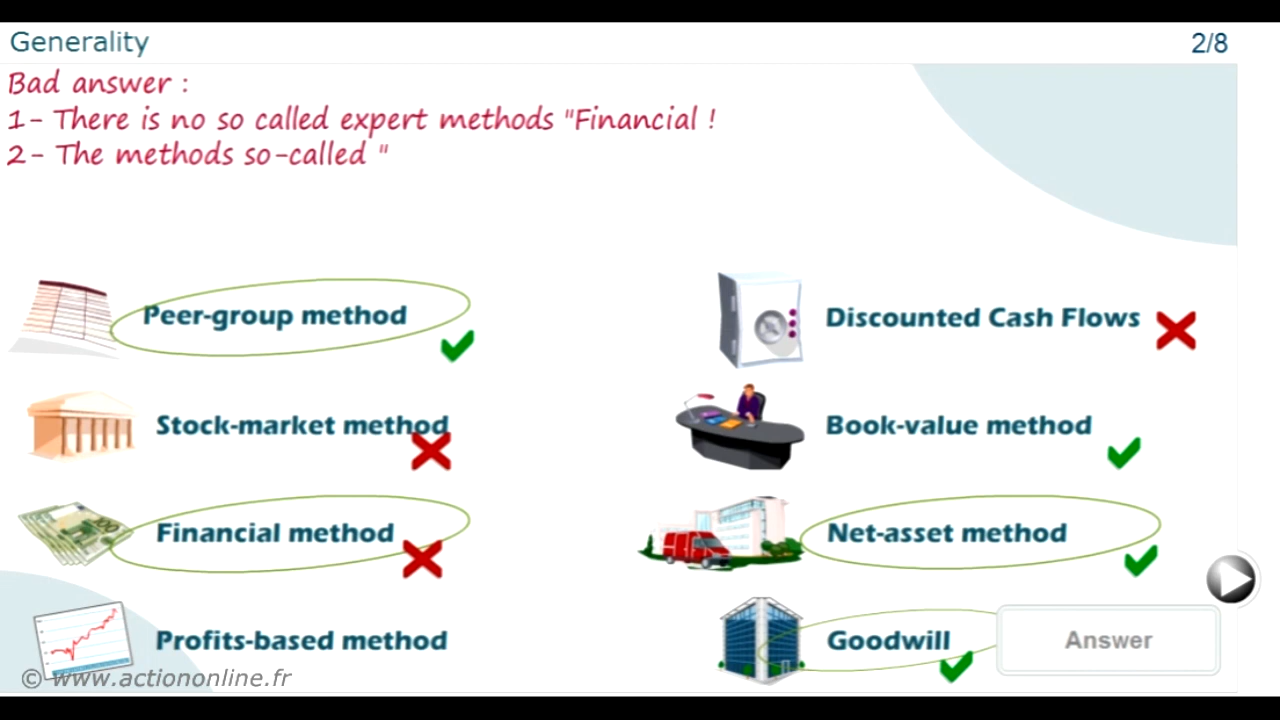 Generality
2/8
Bad answer :
1- There is no so called expert methods "Financial !
2- The methods so-called "
Peer-group method
Discounted Cash Flows
Stock-market method
Book-value method
Financial method
Net-asset method
Profits-based method
Goodwill
Answer
© www.actiononline.fr